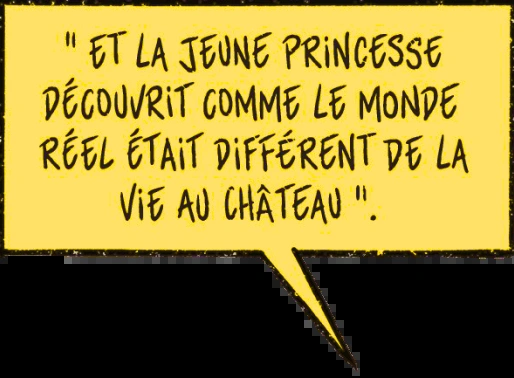 " ET LA JEUNE PRINCESSE
DÉCOUVRIT COMME LE MONDE
RÉEL ÉTAIT DIFFÉRENT DE LA
VIE AU CHÂTEAU ".